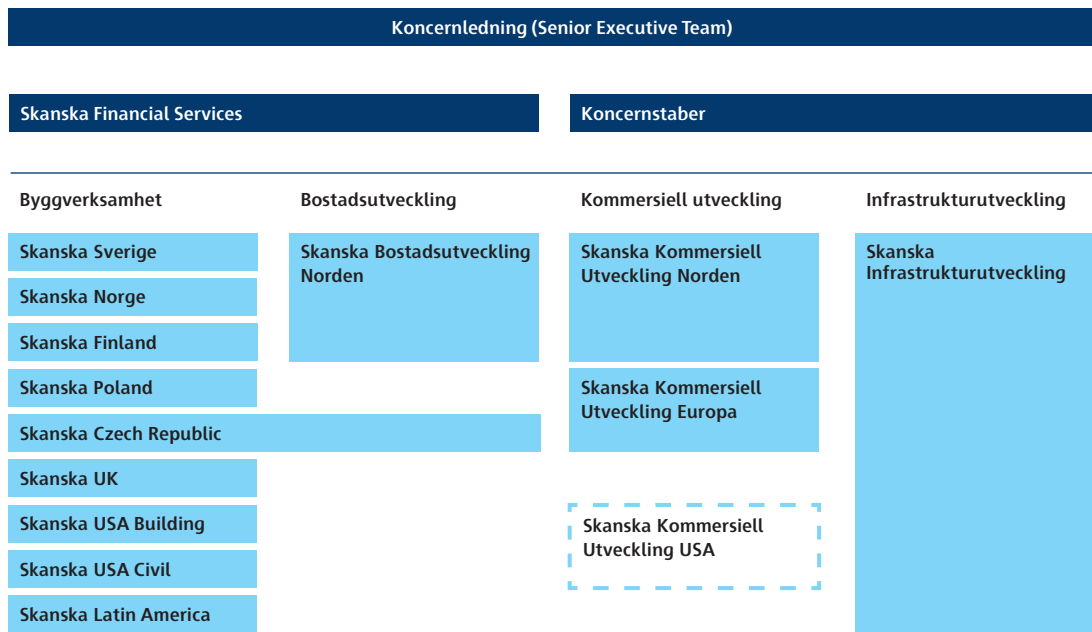 Koncernledning (Senior Executive Team)
Skanska Financial Services
Koncernstaber
Byggverksamhet
Bostadsutveckling
Kommersiell utveckling
Infrastrukturutveckling
Skanska Sverige
Skanska Norge
Skanska Finland
Skanska Poland
Skanska Czech Republic
Skanska UK
Skanska USA Building
Skanska USA Civil
Skanska Latin America
Skanska Bostadsutveckling
Norden
Skanska Kommersiell
Utveckling Norden
Skanska Kommersiell
Utveckling Europa
Skanska Kommersiell
Utveckling USA
Skanska
Infrastrukturutveckling